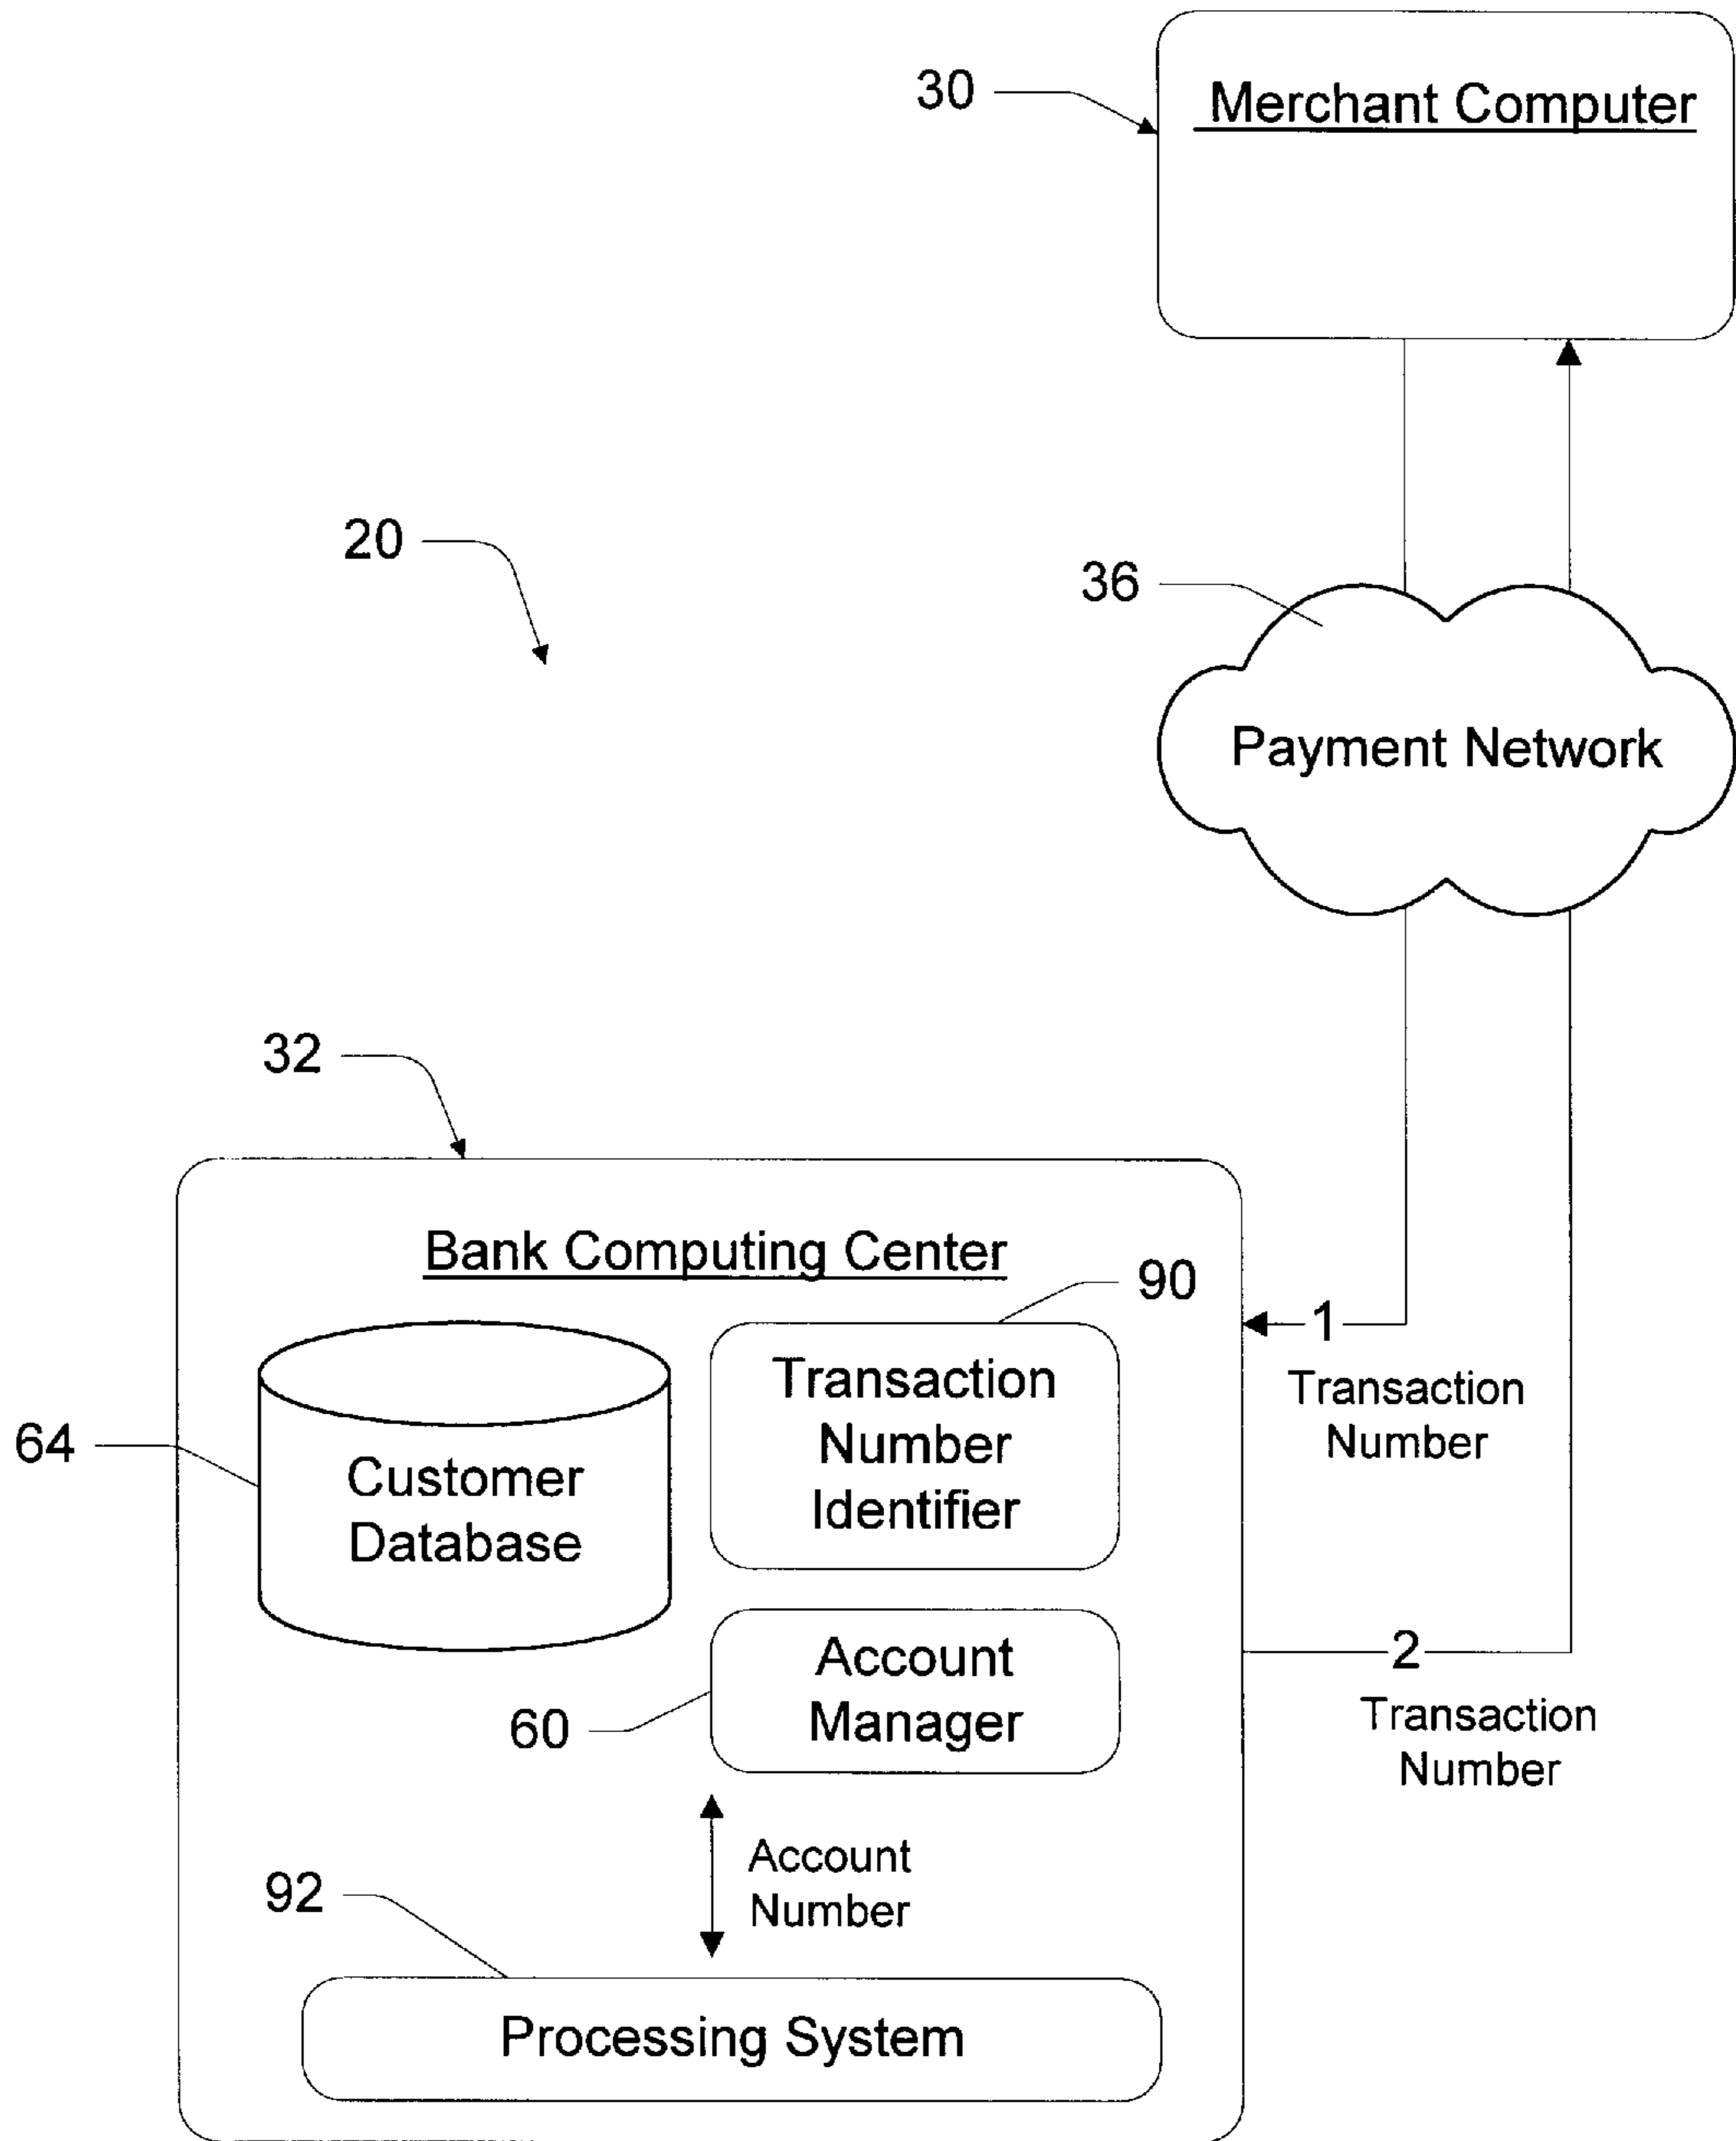 30
Merchant Computer
20
36
Payment Network
32
Bank Computing Center
90
1
Transaction
Number
64
Customer
Database
Transaction
Number
Identifier
60
Account
Manager
2
Transaction
Number
Account
Number
92
Processing System